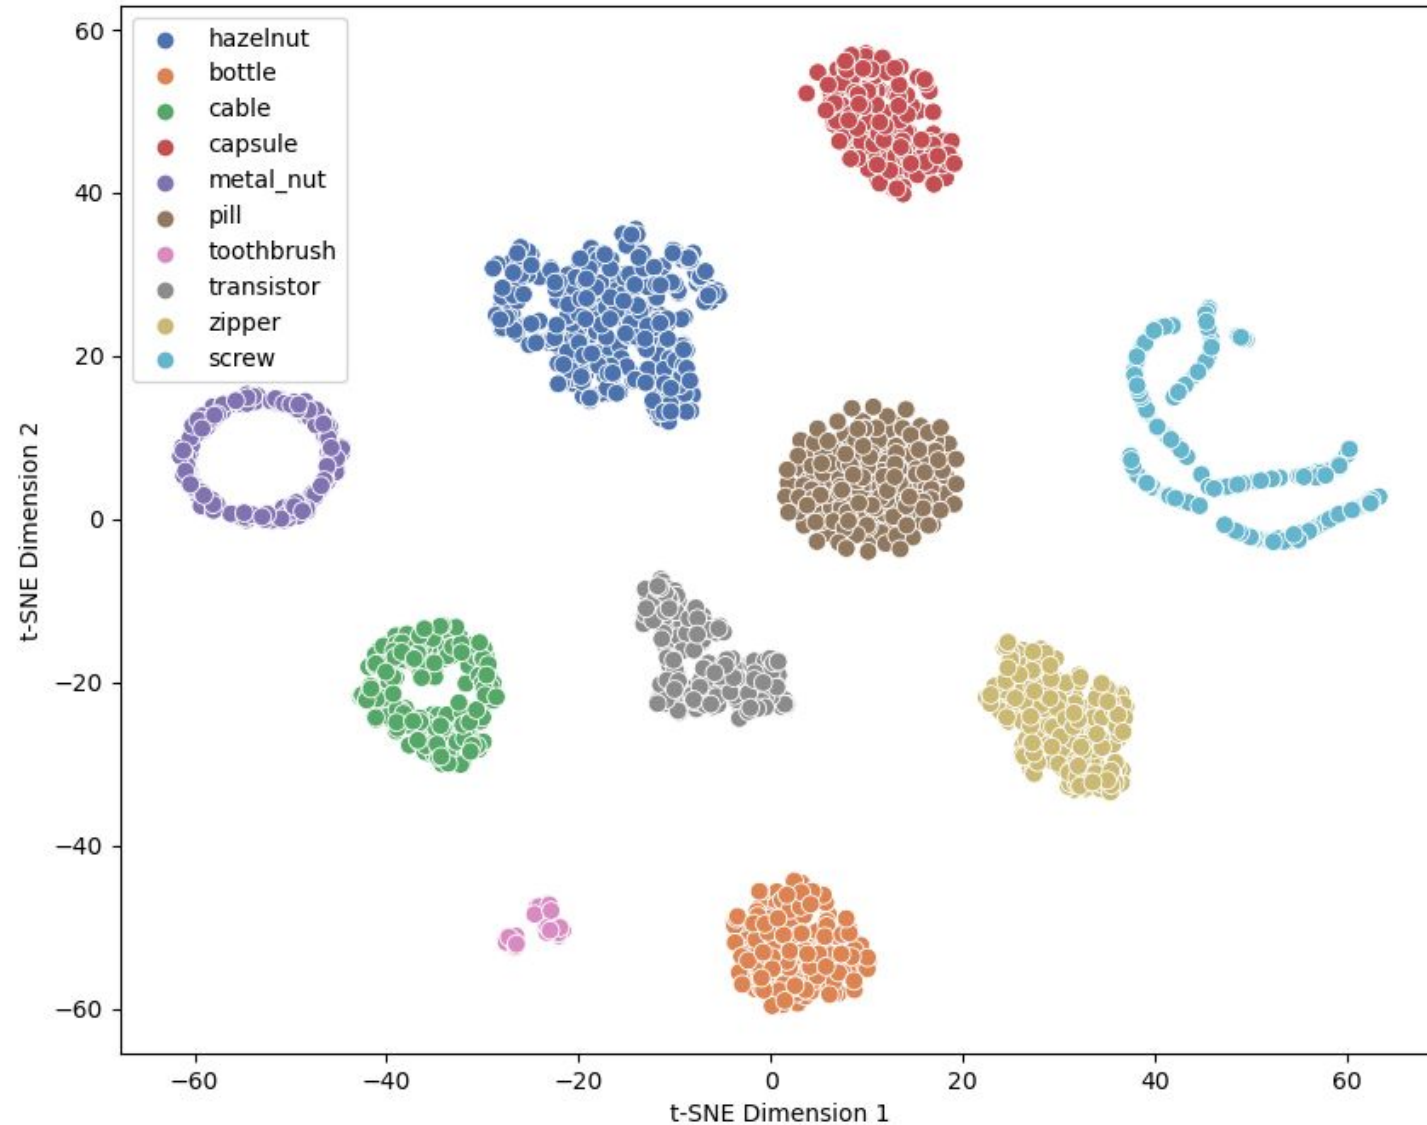 60
40
20
0
−20
−40
−60
t-SNE Dimension 2
hazelnut
bottle
cable
capsule
metal_nut
pill
toothbrush
transistor
zipper
screw
−60 −40 −20 0 20 40 60
t-SNE Dimension 1